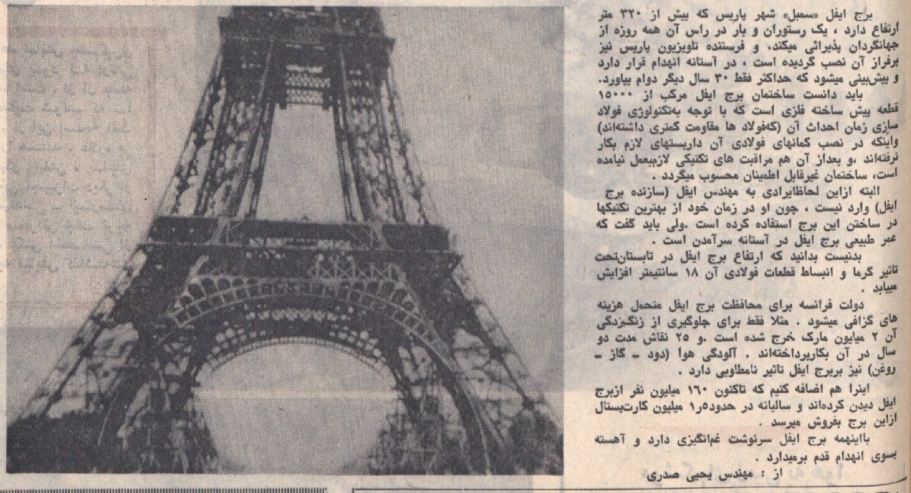 برج ایفل «سمبل» شهر پاریس که بیش از ۳۲۰ متر
ارتفاع دارد ، یک رستوران و بار در راس آن همه روزه از
جهانگردان پذیرائی میکند، و فرستنده تلویزیون پاریس نیز
برفراز آن نصب گردیده است ، در آستانه انهدام قرار دارد
و پیش‌بینی میشود که حداکثر فقط ۳۰ سال دیگر دوام بیاورد.
باید دانست ساختمان برج ایفل مرکب از ۱۵۰۰۰
قطعه پیش ساخته فلزی است که با توجه به‌تکنولوژی فولاد
سازی زمان احداث آن (که‌فولاد ها مقاومت کمتری داشته‌اند)
واینکه در نصب کمانهای فولادی آن داربستهای لازم بکار
نرفته‌اند ،و بعداز آن هم مراقبت های تکنیکی لازم‌بعمل نیامده
است، ساختمان غیرقابل اطمینان محسوب میگردد .
البته ازاین لحاظ‌ایرادی به مهندس ایفل (سازنده برج
ایفل) وارد نیست ، چون او در زمان خود از بهترین تکنیکها
در ساختن این برج استفاده کرده است .ولی باید گفت که
عمر طبیعی برج ایفل در آستانه سرآمدن است .
بدنیست بدانید که ارتفاع برج ایفل در تابستان‌تحت
تاثیر گرما و انبساط قطعات فولادی آن ۱۸ سانتیمتر افزایش
مییابد .
دولت فرانسه برای محافظت برج ایفل متحمل هزینه
های گزافی میشود . مثلا فقط برای جلوگیری از زنگ‌زدگی
آن ۲ میایون مارک خرج شده است .و ۲۵ نقاش مدت دو
سال در آن بکارپرداخته‌اند . آلودگی هوا (دود ــ گاز ــ
روغن) نیز بربرج ایفل تاثیر نامطاوبی دارد .
اینرا هم اضافه کنیم که تاکنون ۱۶۰ میلیون نفر ازبرج
ایفل دیدن کرده‌اند و سالیانه در حدود۱٫۵ میلیون کارت‌پستال
ازاین برج بفروش میرسد .
بااینهمه برج ایفل سرنوشت غم‌انگیزی دارد و آهسته
بسوی انهدام قدم برمیدارد .
از : مهندس یحیی صدری